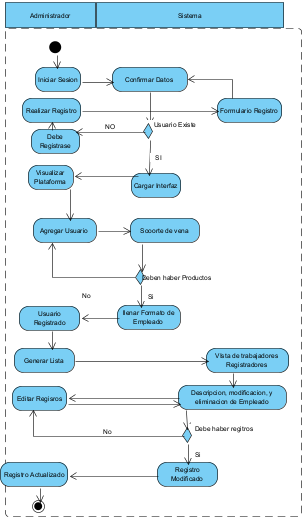 Administrador
Sistema
Iniciar Sesion
Confirmar Datos
Realizar Registro
Formulario Registro
Usuario Existe
NO
Debe
Registrase
SI
Visualizar
Plataforma
Cargar Interfaz
Agregar Usuario
Scoorte de vena
Deben haber Productos
No
Si
Usuario
Registrado
llenar Formato de
Empleado
Generar Lista
Vista de trabajadores
Registradores
Editar Regisros
Descripcion, modificacion, y
eliminacion de Empleado
Debe haber regitros
No
Si
Registro Actualizado
Registro
Modificado